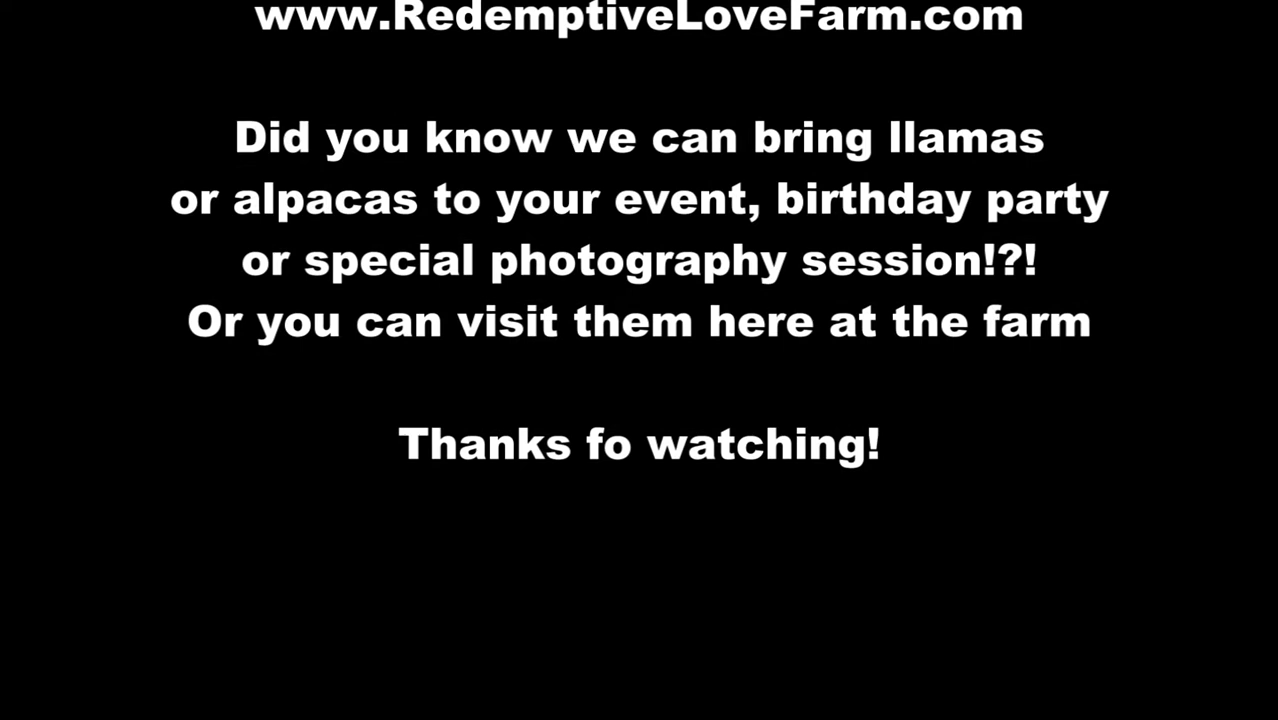 www.RedemptiveLoveFarm.com
Did you know we can bring llamas
or alpacas to your event, birthday party
or special photography session!?!
Or you can visit them here at the farm
Thanks fo watching!